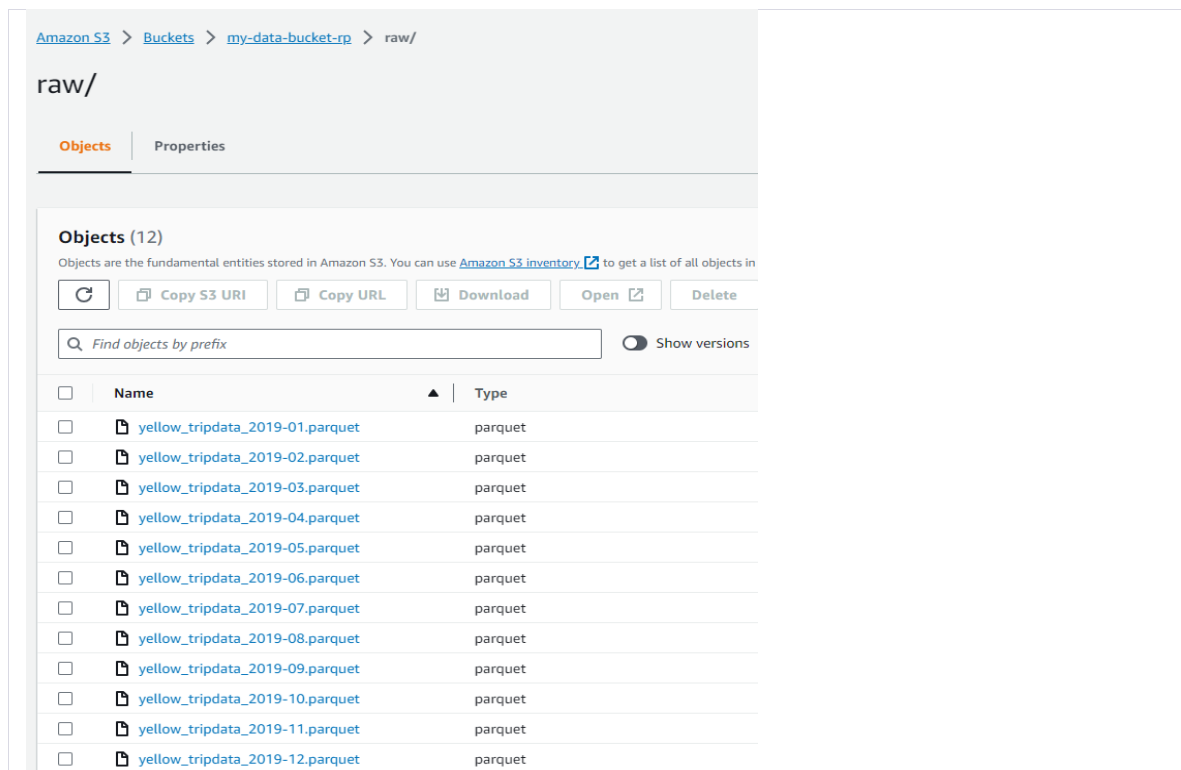 Amazon S3 > Buckets > my-data-bucket-rp > raw/
raw/
Objects Properties
Objects (12)
Objects are the fundamental entities stored in Amazon S3. You can use Amazon S3 inventory to get a list of all objects in
Copy S3 URI Copy URL Download Open Delete
Find objects by prefix Show versions
Name Type
yellow_tripdata_2019-01.parquet parquet
yellow_tripdata_2019-02.parquet parquet
yellow_tripdata_2019-03.parquet parquet
yellow_tripdata_2019-04.parquet parquet
yellow_tripdata_2019-05.parquet parquet
yellow_tripdata_2019-06.parquet parquet
yellow_tripdata_2019-07.parquet parquet
yellow_tripdata_2019-08.parquet parquet
yellow_tripdata_2019-09.parquet parquet
yellow_tripdata_2019-10.parquet parquet
yellow_tripdata_2019-11.parquet parquet
yellow_tripdata_2019-12.parquet parquet